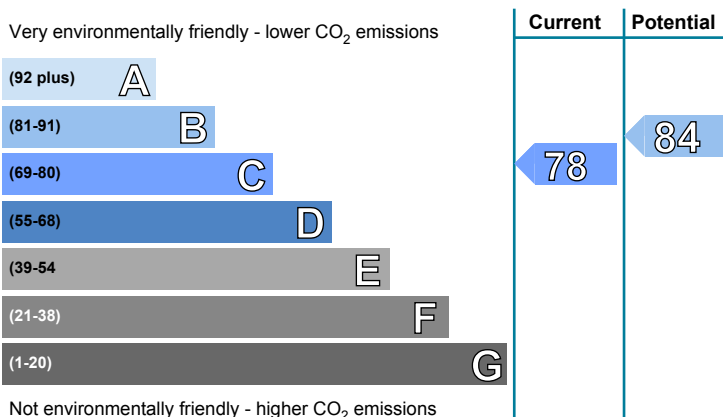 Very environmentally friendly - lower CO2 emissions
Current
Potential
(92 plus) A
(81-91) B
(69-80) C
(55-68) D
(39-54 E
(21-38) F
(1-20) G
78
84
Not environmentally friendly - higher CO2 emissions